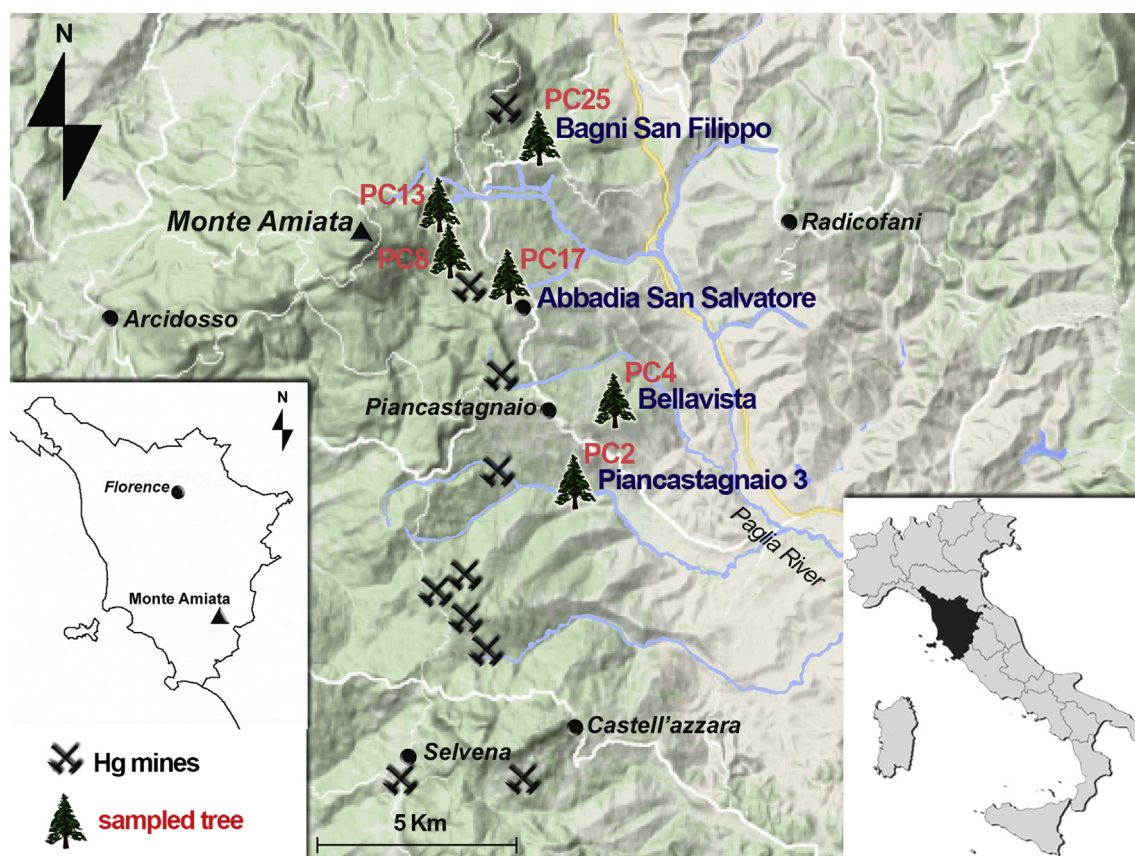 N
PC25
Bagni San Filippo
PC13
Monte Amiata
Radicofani
PC8
PC17
Abbadia San Salvatore
Arcidosso
PC4
Piancastagnaio
Bellavista
N
PC2
Piancastagnaio 3
Florence
Paglia River
Monte Amiata
Castell'azzara
Selvena
Hg mines
sampled tree
5 Km